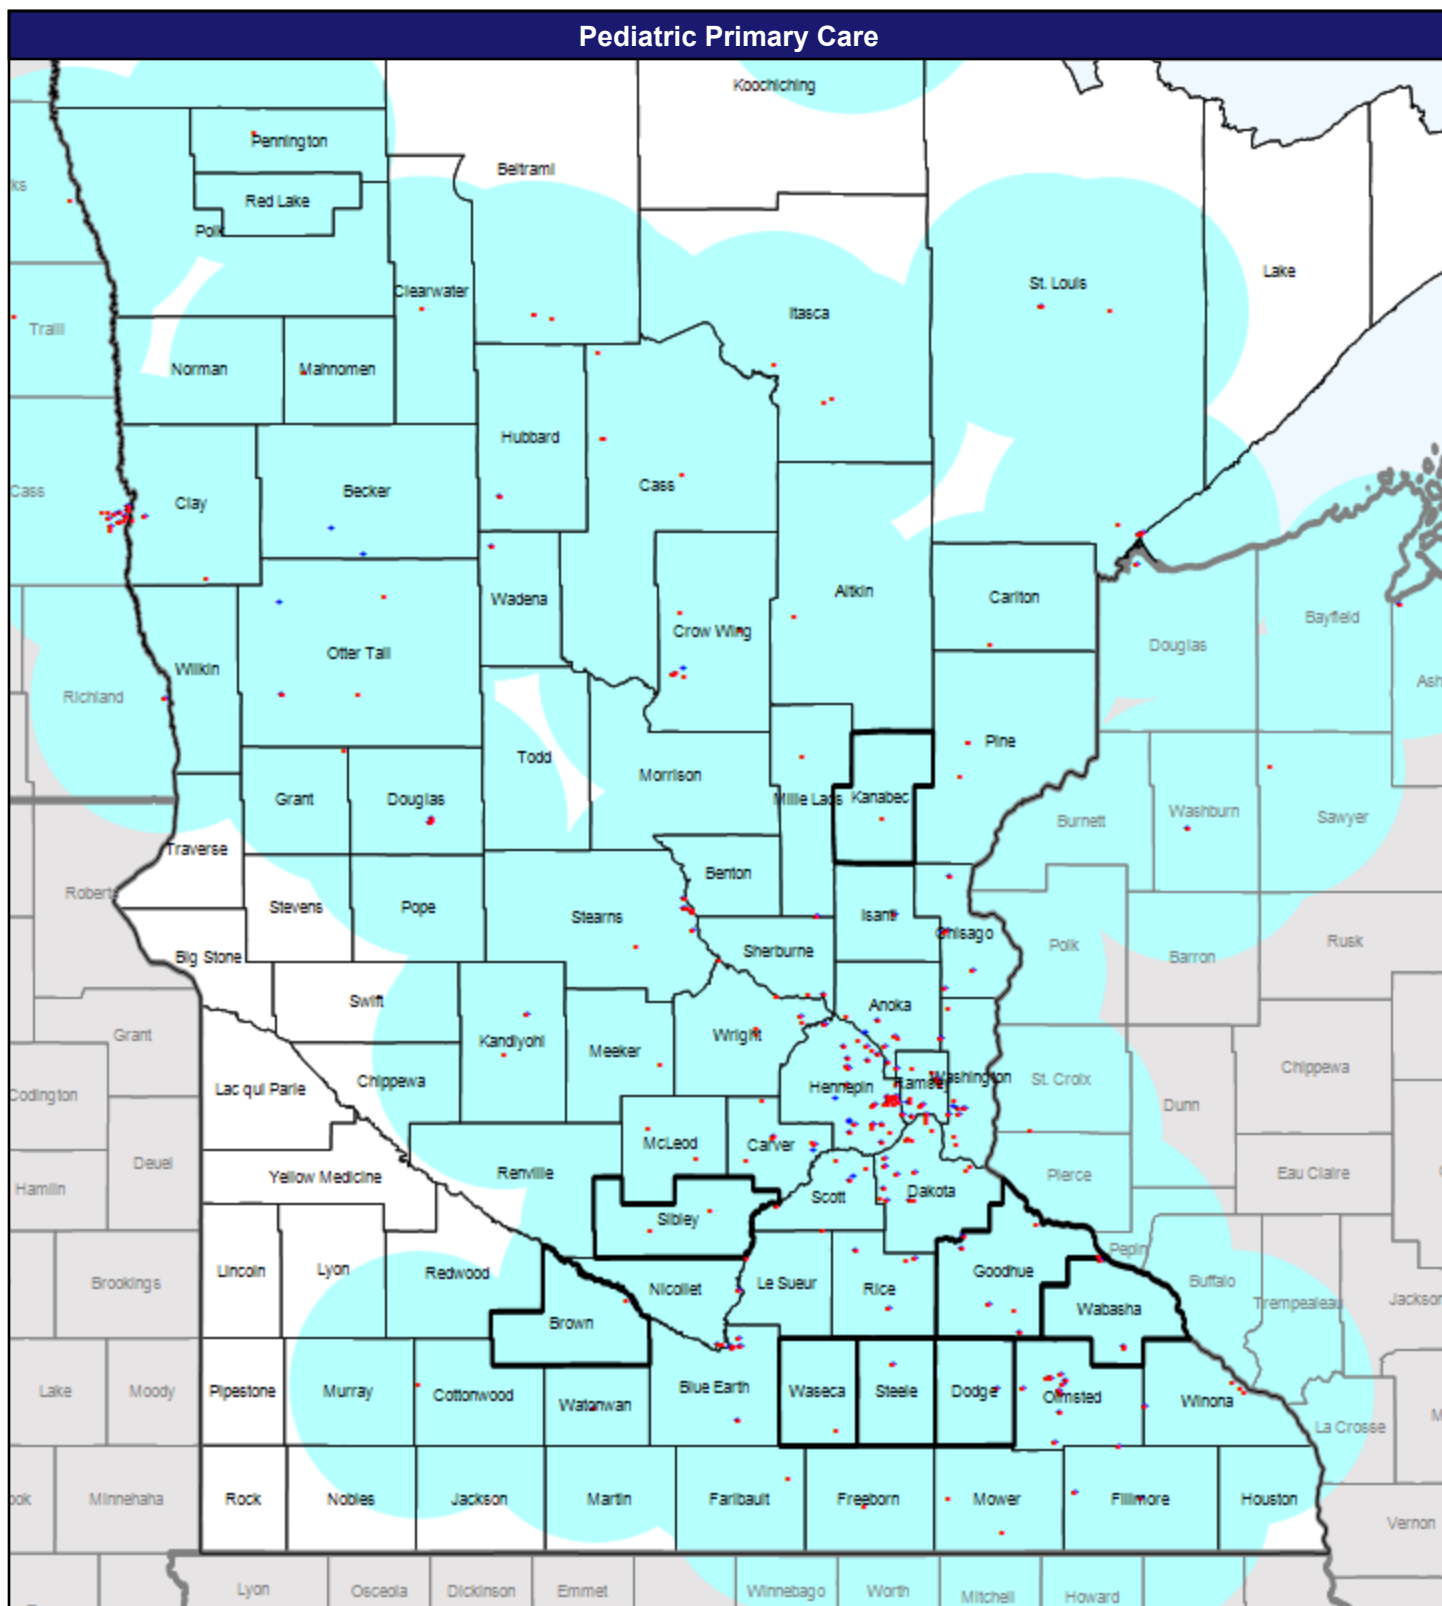 Pediatric Primary Care
Koochiching
Pennington
Beltrami
ks
Red Lake
Polk
Lake
St. Louis
Clearwater
Itasca
Traill
Norman
Mahnomen
Hubbard
Cass
Becker
Cass
Clay
Aitkin
Carlton
Wadena
Bayfield
Crow Wing
Douglas
Otter Tail
Wilkin
Ash
Richland
Pine
Todd
Morrison
Grant
Douglas
Mille Lacs
Kanabec
Washburn
Burnett
Sawyer
Traverse
Benton
Roberts
Stevens
Pope
Stearns
Isanti
Chisago
Polk
Rusk
Big Stone
Sherburne
Barron
Swift
Anoka
Grant
Wright
Kandiyohi
Meeker
Chippewa
Chippewa
Washington
St. Croix
Codington
Lac qui Parle
Hennepin
Ramsey
Dunn
McLeod
Carver
Deuel
Renville
Pierce
Eau Claire
Yellow Medicine
Hamlin
Scott
Dakota
Sibley
Pepin
Lincoln
Lyon
Redwood
Goodhue
Brookings
Nicollet
Le Sueur
Rice
Buffalo
Trempealeau
Jackson
Wabasha
Brown
Lake
Moody
Pipestone
Murray
Cottonwood
Watonwan
Blue Earth
Waseca
Steele
Dodge
Olmsted
Winona
M
La Crosse
ook
Minnehaha
Rock
Nobles
Jackson
Martin
Faribault
Freeborn
Mower
Fillmore
Houston
Vernon
Lyon
Osceola
Dickinson
Emmet
Winnebago
Worth
Mitchell
Howard